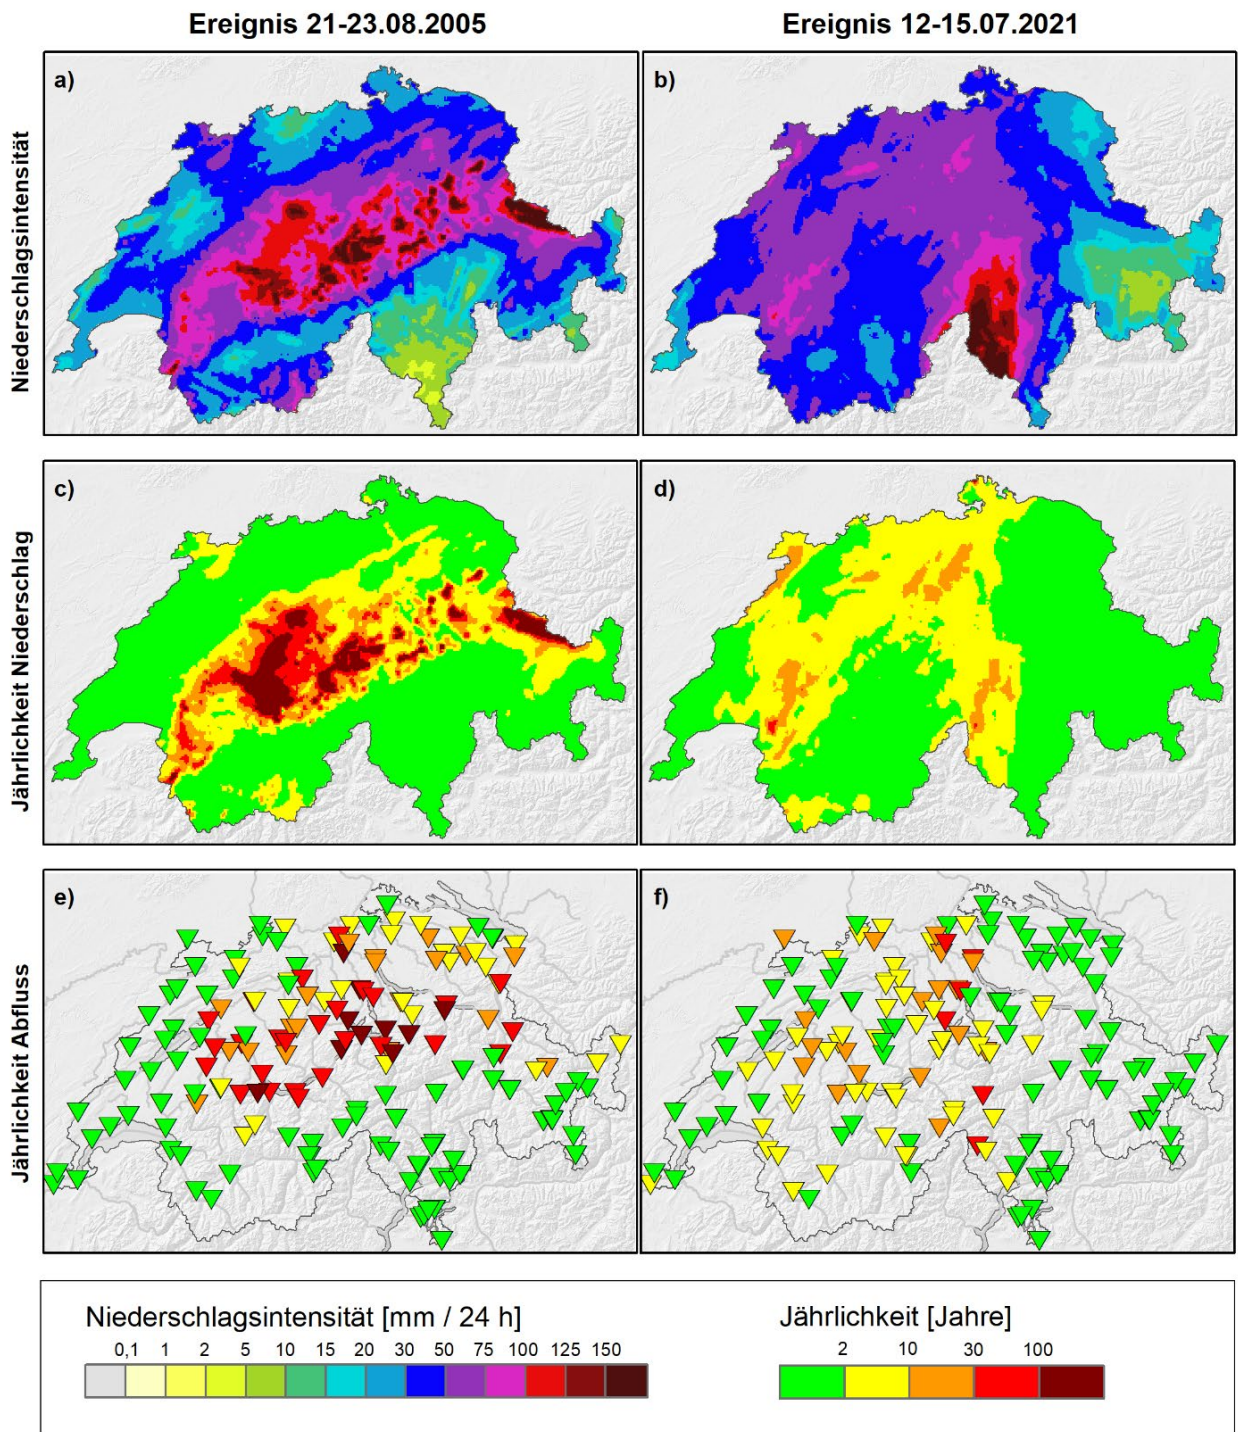 Ereignis 21-23.08.2005
Ereignis 12-15.07.2021
Niederschlagsintensität
a)
b)
Jährlichkeit Niederschlag
c)
d)
Jährlichkeit Abfluss
e)
f)
Niederschlagsintensität [mm / 24 h]
0,1 1 2 5 10 15 20 30 50 75 100 125 150
Jährlichkeit [Jahre]
2 10 30 100